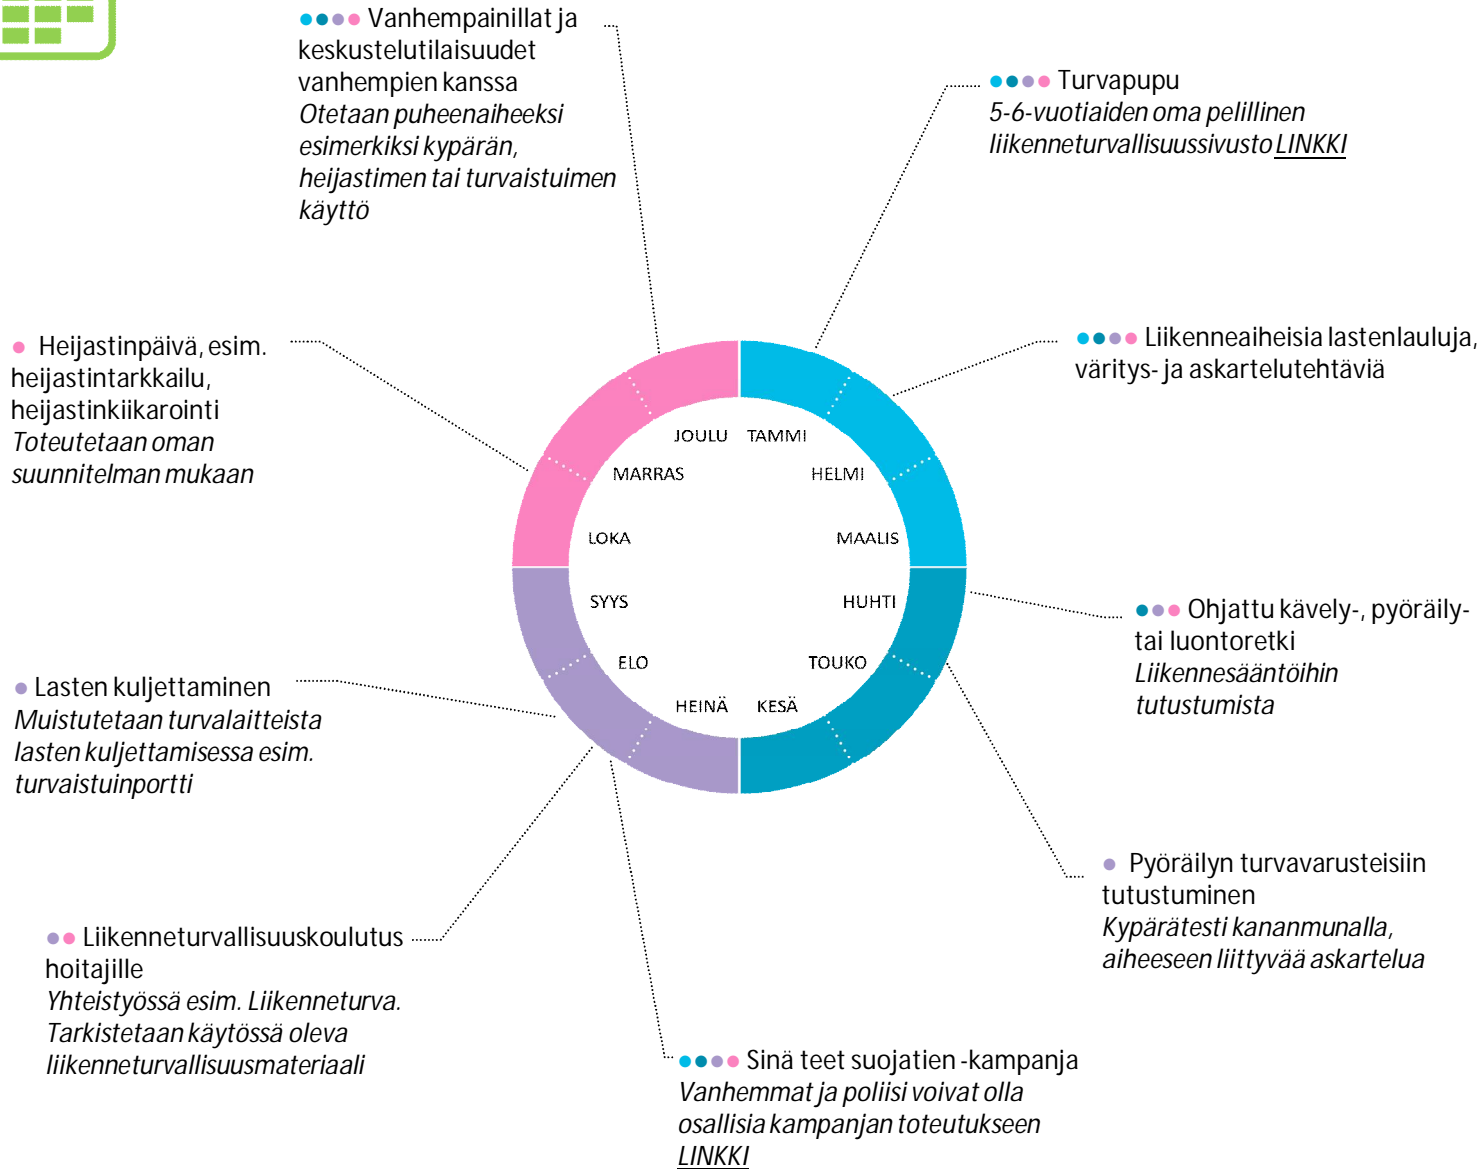 Vanhempainillat ja
keskustelutilaisuudet
vanhempien kanssa
Otetaan puheenaiheeksi
esimerkiksi kypärän,
heijastimen tai turvaistuimen
käyttö
Turvapupu
5-6-vuotiaiden oma pelillinen
liikenneturvallisuussivusto LINKKI
Heijastinpäivä, esim.
heijastintarkkailu,
heijastinkiikarointi
Toteutetaan oman
suunnitelman mukaan
Liikenneaiheisia lastenlauluja,
väritys- ja askartelutehtäviä
JOULU TAMMI
MARRAS HELMI
LOKA MAALIS
SYYS HUHTI
ELO TOUKO
HEINÄ KESÄ
Ohjattu kävely-, pyöräily-
tai luontoretki
Liikennesääntöihin
tutustumista
Lasten kuljettaminen
Muistutetaan turvalaitteista
lasten kuljettamisessa esim.
turvaistuinportti
Pyöräilyn turvavarusteisiin
tutustuminen
Kypärätesti kananmunalla,
aiheeseen liittyvää askartelua
Liikenneturvallisuuskoulutus
hoitajille
Yhteistyössä esim. Liikenneturva.
Tarkistetaan käytössä oleva
liikenneturvallisuusmateriaali
Sinä teet suojatien -kampanja
Vanhemmat ja poliisi voivat olla
osallisia kampanjan toteutukseen
LINKKI